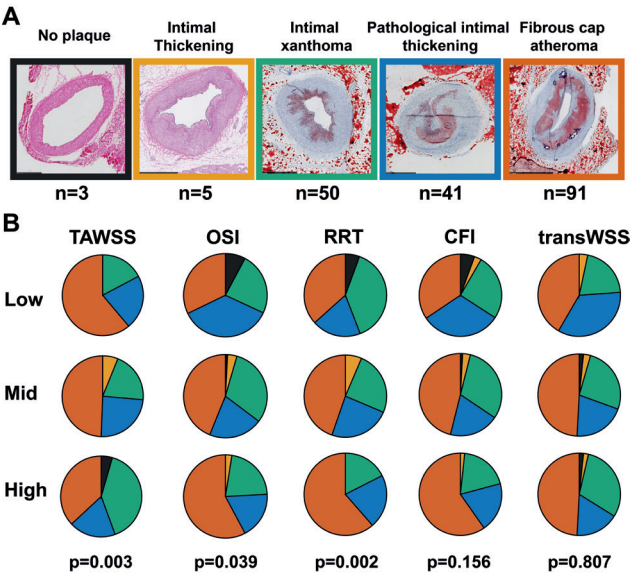 A
No plaque
Intimal Thickening
Intimal xanthoma
Pathological intimal thickening
Fibrous cap atheroma
n=3 n=5 n=50 n=41 n=91
B
TAWSS OSI RRT CFI transWSS
Low
Mid
High
p=0.003 p=0.039 p=0.002 p=0.156 p=0.807